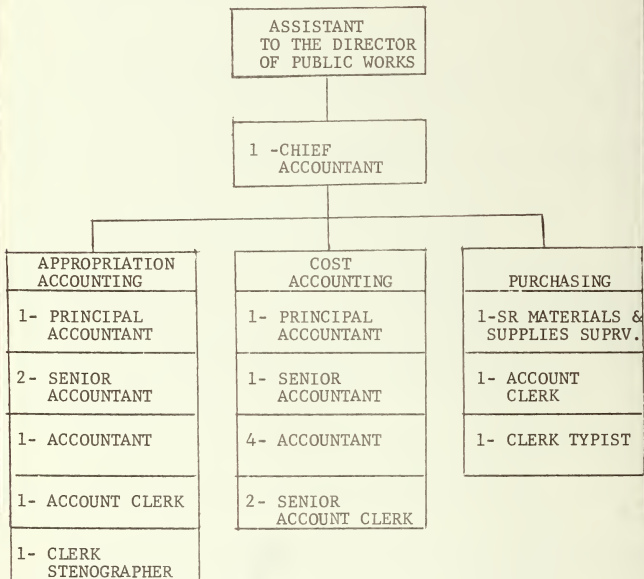 ASSISTANT
TO THE DIRECTOR
OF PUBLIC WORKS
1 -CHIEF
ACCOUNTANT
APPROPRIATION
ACCOUNTING
1- PRINCIPAL
ACCOUNTANT
2- SENIOR
ACCOUNTANT
1- ACCOUNTANT
1- ACCOUNT CLERK
1- CLERK
STENOGRAPHER
COST
ACCOUNTING
1- PRINCIPAL
ACCOUNTANT
1- SENIOR
ACCOUNTANT
4- ACCOUNTANT
2- SENIOR
ACCOUNT CLERK
PURCHASING
1-SR MATERIALS &
SUPPLIES SUPRV.
1- ACCOUNT
CLERK
1- CLERK TYPIST